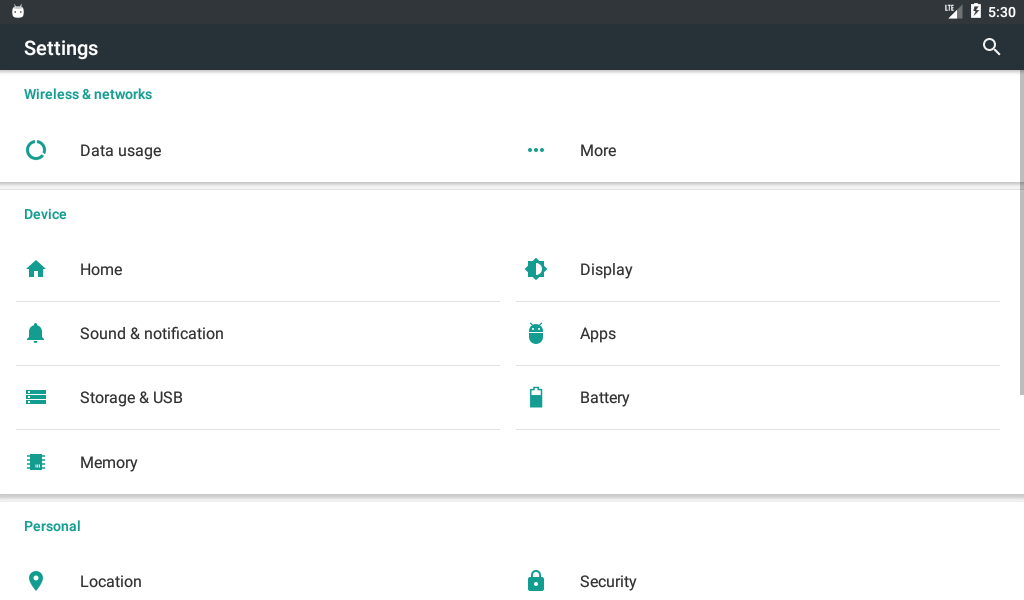 LTE 5:30
Settings
Wireless & networks
Data usage More
Device
Home Display
Sound & notification Apps
Storage & USB Battery
Memory
Personal
Location Security